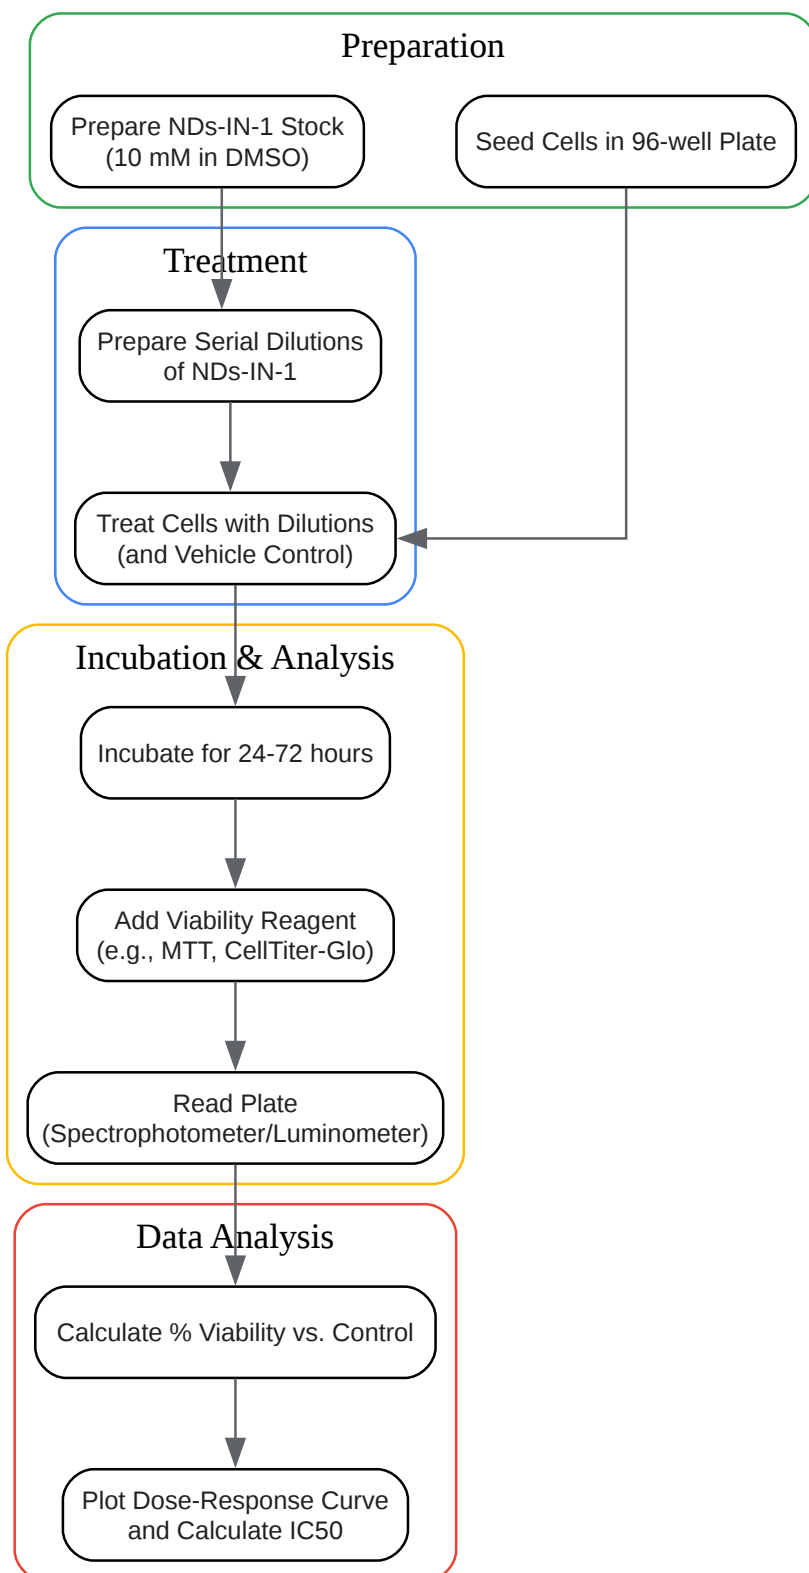 Preparation
Prepare NDs-IN-1 Stock
(10 mM in DMSO)
Seed Cells in 96-well Plate
Treatment
Prepare Serial Dilutions
of NDs-IN-1
Treat Cells with Dilutions
(and Vehicle Control)
Incubation & Analysis
Incubate for 24-72 hours
Add Viability Reagent
(e.g., MTT, CellTiter-Glo)
Read Plate
(Spectrophotometer/Luminometer)
Data Analysis
Calculate % Viability vs. Control
Plot Dose-Response Curve
and Calculate IC50